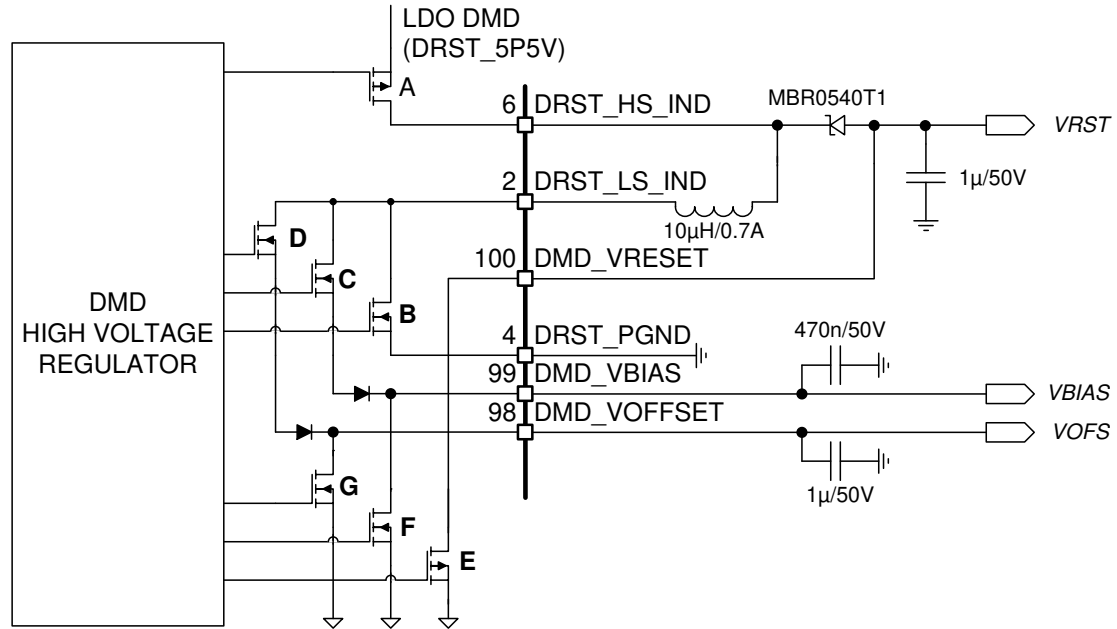 LDO DMD
(DRST_5P5V)
A
6 DRST_HS_IND
MBR0540T1
VRST
1µ/50V
2 DRST_LS_IND
10µH/0.7A
D
C
B
100 DMD_VRESET
DMD
HIGH VOLTAGE
REGULATOR
4 DRST_PGND
470n/50V
99 DMD_VBIAS
VBIAS
98 DMD_VOFFSET
VOFS
1µ/50V
G
F
E